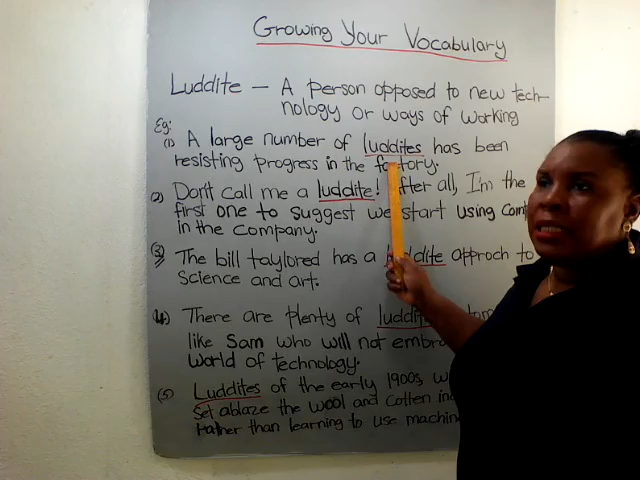 Growing Your Vocabulary
Luddite – A person opposed to new tech-
nology or ways of working
Eg:
(1) A large number of luddites has been
resisting progress in the factory.
(2) Don't call me a luddite! After all, I'm the
first one to suggest we start using
in the company.
(3) The bill taylored has a luddite approch to
Science and art.
(4) There are plenty of
like Sam who will not
world of technology.
(5) Luddites of the early 1900s,
set ablaze the wool and cotten
rather than learning to use